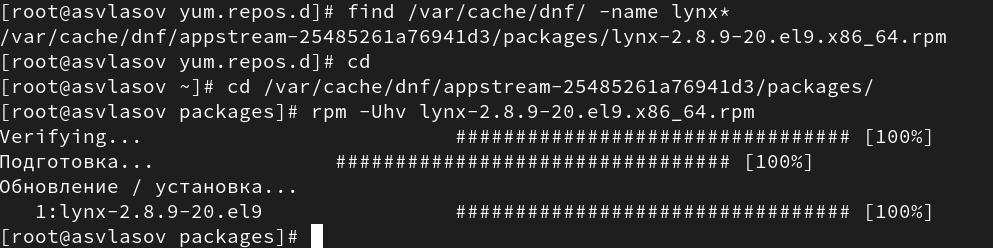 [root@asvlasov yum.repos.d]# find /var/cache/dnf/ -name lynx*
/var/cache/dnf/appstream-25485261a76941d3/packages/lynx-2.8.9-20.el9.x86_64.rpm
[root@asvlasov yum.repos.d]# cd
[root@asvlasov ~]# cd /var/cache/dnf/appstream-25485261a76941d3/packages/
[root@asvlasov packages]# rpm -Uhv lynx-2.8.9-20.el9.x86_64.rpm
Verifying... ################################# [100%]
Подготовка... ################################# [100%]
Обновление / установка...
1:lynx-2.8.9-20.el9 ################################# [100%]
[root@asvlasov packages]#